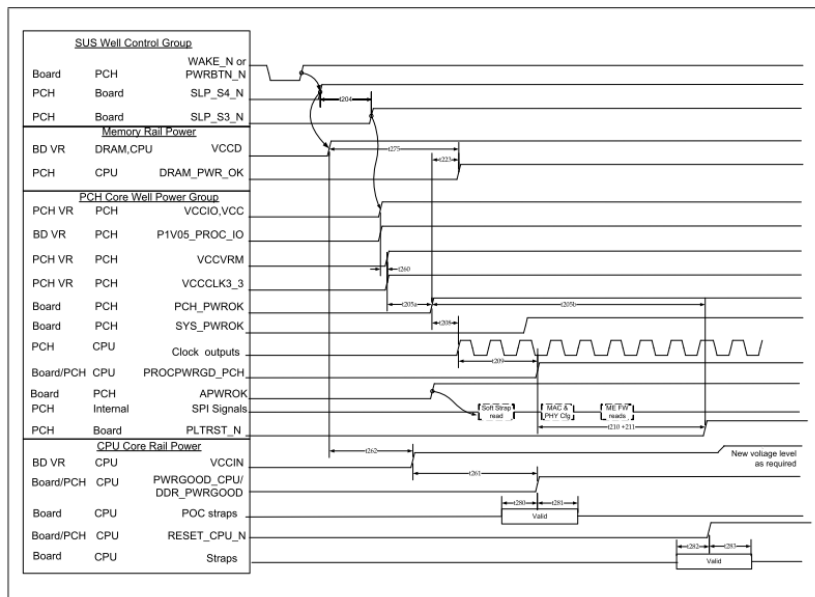 SUS Well Control Group
WAKE_N or
Board PCH PWRBTN_N
PCH Board SLP_S4_N
t204
PCH Board SLP_S3_N
Memory Rail Power
BD VR DRAM,CPU VCCD
t275
t223
PCH CPU DRAM_PWR_OK
PCH Core Well Power Group
PCH VR PCH VCCIO,VCC
BD VR PCH P1V05_PROC_IO
PCH VR PCH VCCVRM
t260
PCH VR PCH VCCCLK3_3
t205a t205b
Board PCH PCH_PWROK
Board PCH SYS_PWROK
t208
PCH CPU Clock outputs
t209
Board/PCH CPU PROCPWRGD_PCH
Board PCH APWROK
PCH Internal SPI Signals
Soft Strap
read
MAC &
PHY Cfg
ME FW
reads
t210 +t211
PCH Board PLTRST_N
CPU Core Rail Power
t262
BD VR CPU VCCIN
New voltage level
as required
t261
Board/PCH CPU PWRGOOD_CPU/
DDR_PWRGOOD
t280 t281
Board CPU POC straps
Valid
Board/PCH CPU RESET_CPU_N
t282 t283
Board CPU Straps
Valid